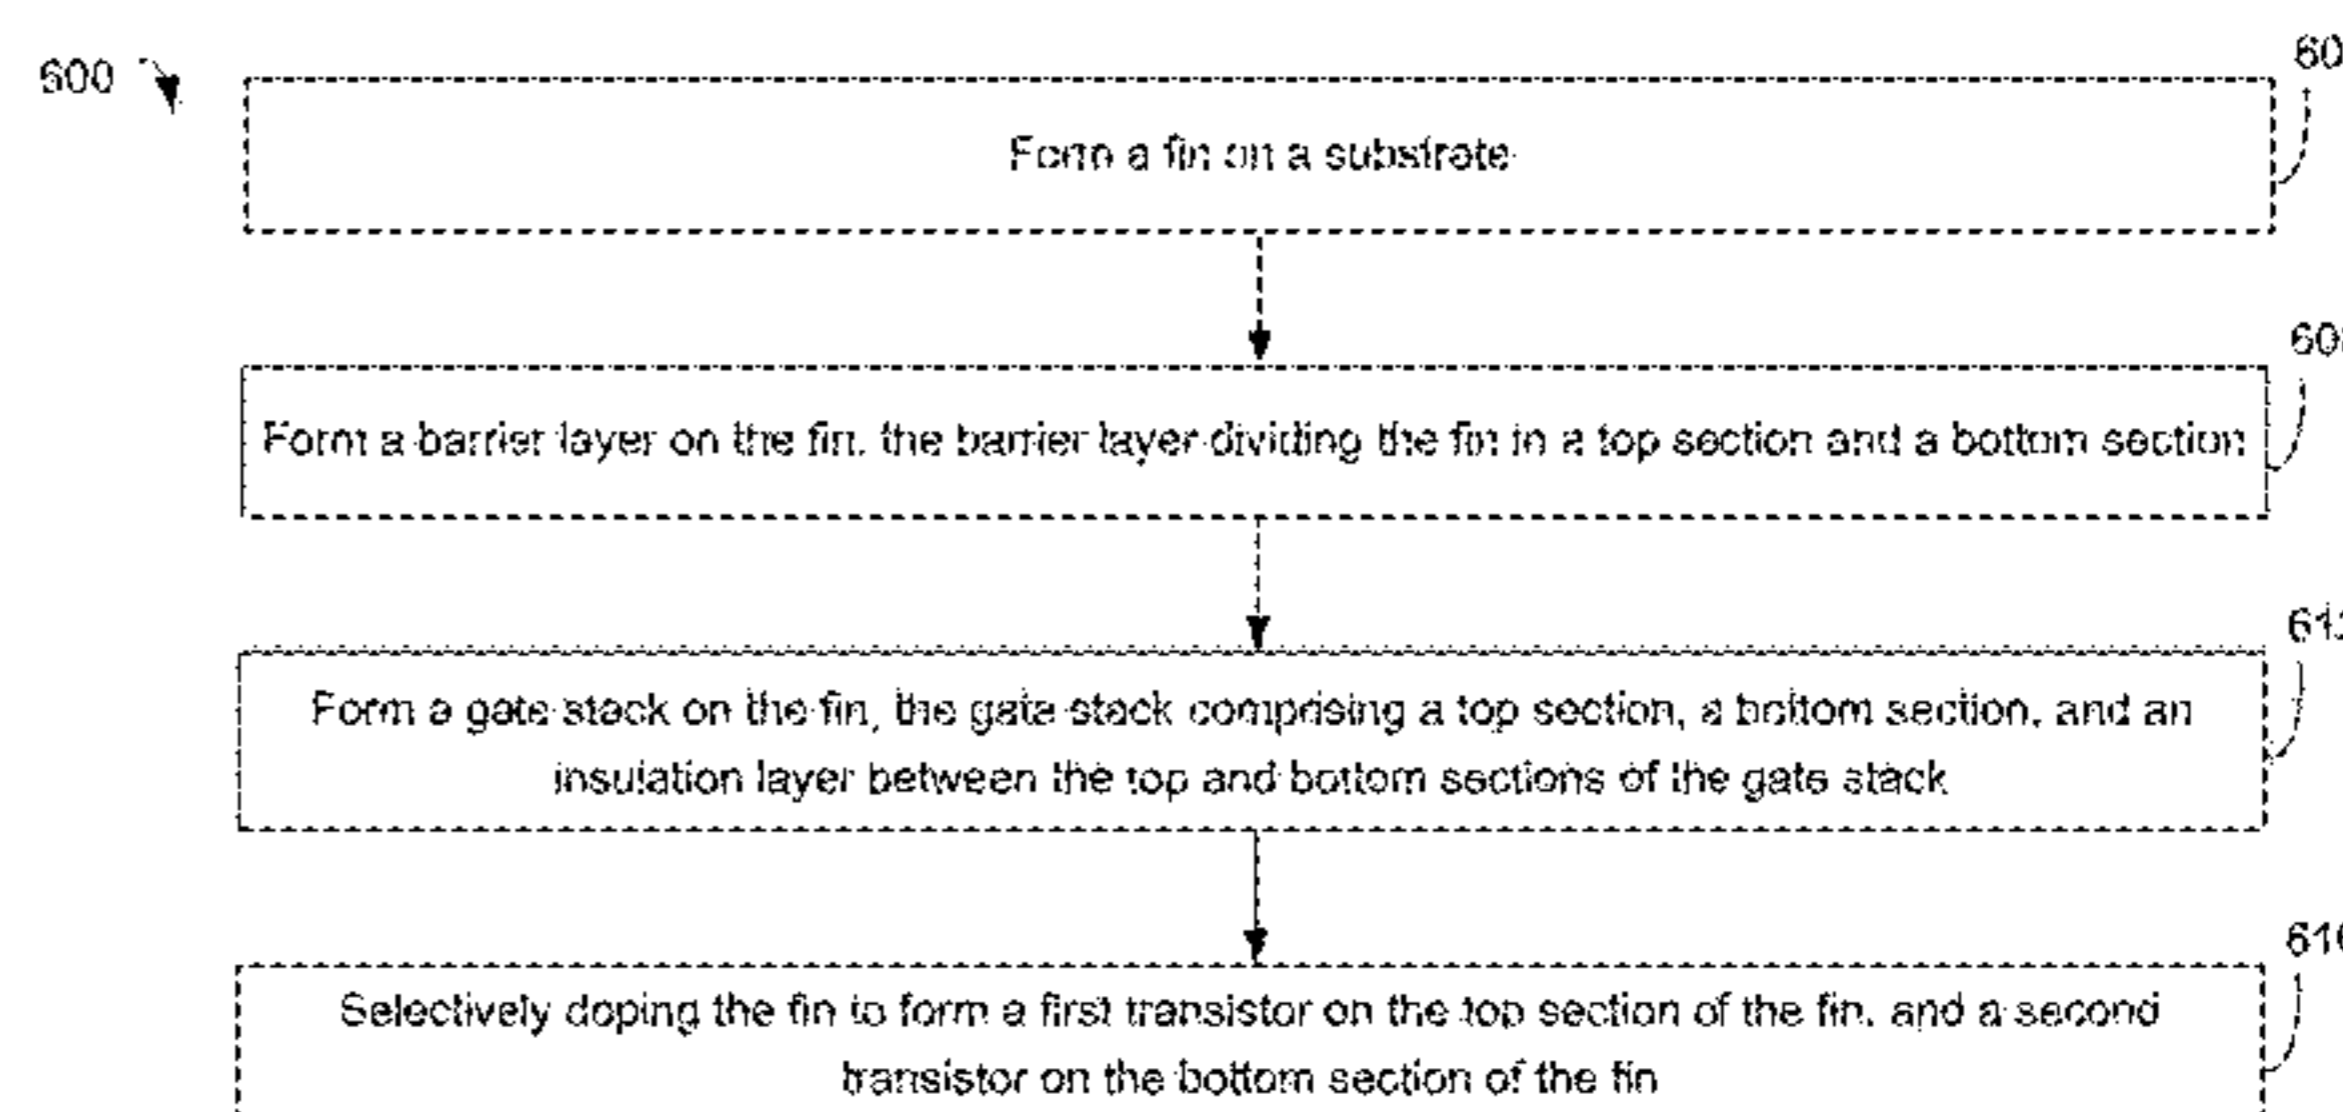 600
Form a fin on a substrate
Form a barrier layer on the fin, the barrier layer dividing the fin in a top section and a bottom section
Form a gate stack on the fin, the gate stack comprising a top section, a bottom section, and an
insulation layer between the top and bottom sections of the gate stack
Selectively doping the fin to form a first transistor on the top section of the fin, and a second
transistor on the bottom section of the fin